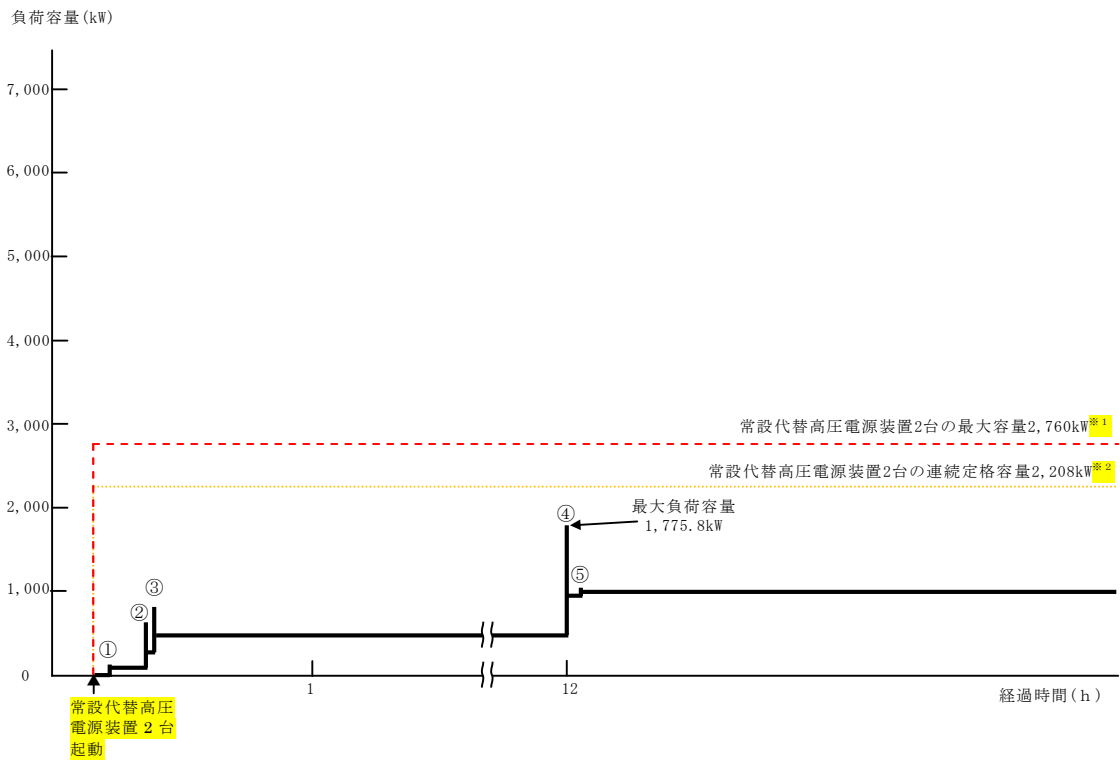 負荷容量(kW)
7,000
6,000
5,000
4,000
3,000
常設代替高圧電源装置2台の最大容量2,760kW※1
常設代替高圧電源装置2台の連続定格容量2,208kW※2
2,000
④
最大負荷容量
1,775.8kW
1,000
①
②
③
⑤
0
1
12
経過時間(h)
常設代替高圧
電源装置2台
起動